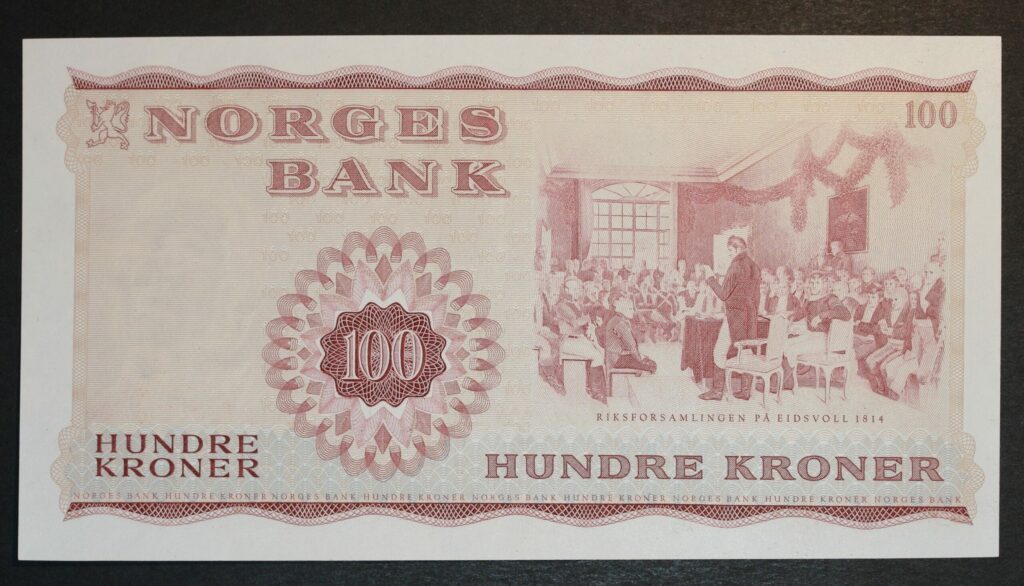 NORGES
BANK
100
100
RIKSFORSAMLINGEN PÅ EIDSVOLL 1814
HUNDRE
KRONER
HUNDRE KRONER
NORGES BANK HUNDRE KRONER NORGES BANK HUNDRE KRONER NORGES BANK HUNDRE KRONER NORGES BANK HUNDRE KRONER NORGES BANK